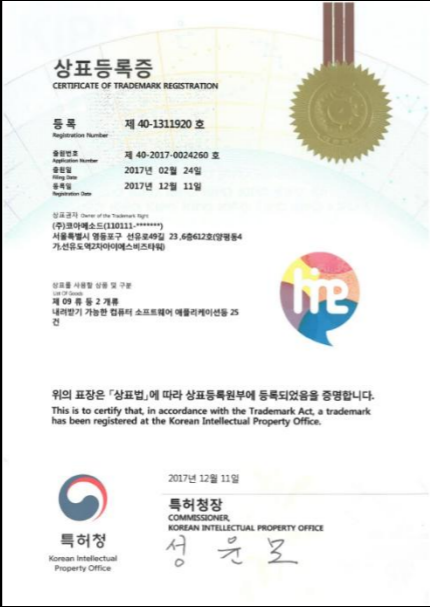 상표등록증
CERTIFICATE OF TRADEMARK REGISTRATION
등 록 제 40-1311920 호
Registration Number
출원번호 제 40-2017-0024260 호
Application Number
출원일 2017년 02월 24일
Filing Date
등록일 2017년 12월 11일
Registration Date
상표권자 Owner of the Trademark Right
(주)코아메소드(110111-*******)
서울특별시 영등포구 선유로49길 23 ,6층612호(양평동4
가,선유도역2차아이에스비즈타워)
상표를 사용할 상품 및 구분
List Of Goods
제 09 류 등 2 개류
내려받기 가능한 컴퓨터 소프트웨어 애플리케이션등 25
건
위의 표장은 「상표법」에 따라 상표등록원부에 등록되었음을 증명합니다.
This is to certify that, in accordance with the Trademark Act, a trademark
has been registered at the Korean Intellectual Property Office.
2017년 12월 11일
특허청장
COMMISSIONER,
KOREAN INTELLECTUAL PROPERTY OFFICE
성 윤 모
특허청
Korean Intellectual
Property Office